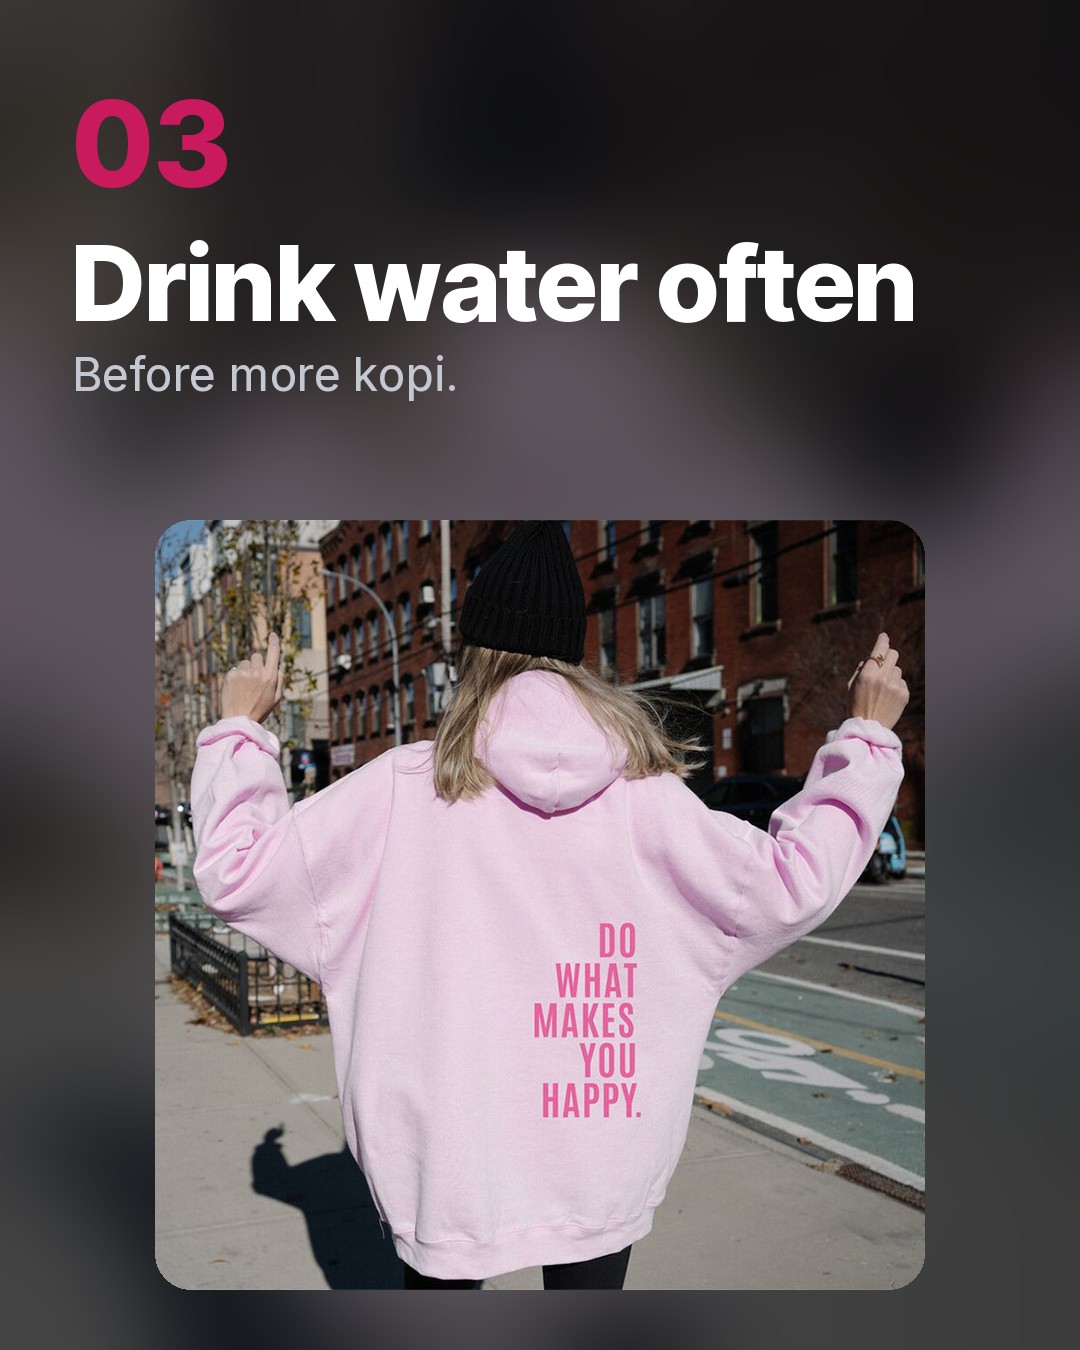 03
Drink water often
Before more kopi.
DO
WHAT
MAKES
YOU
HAPPY.